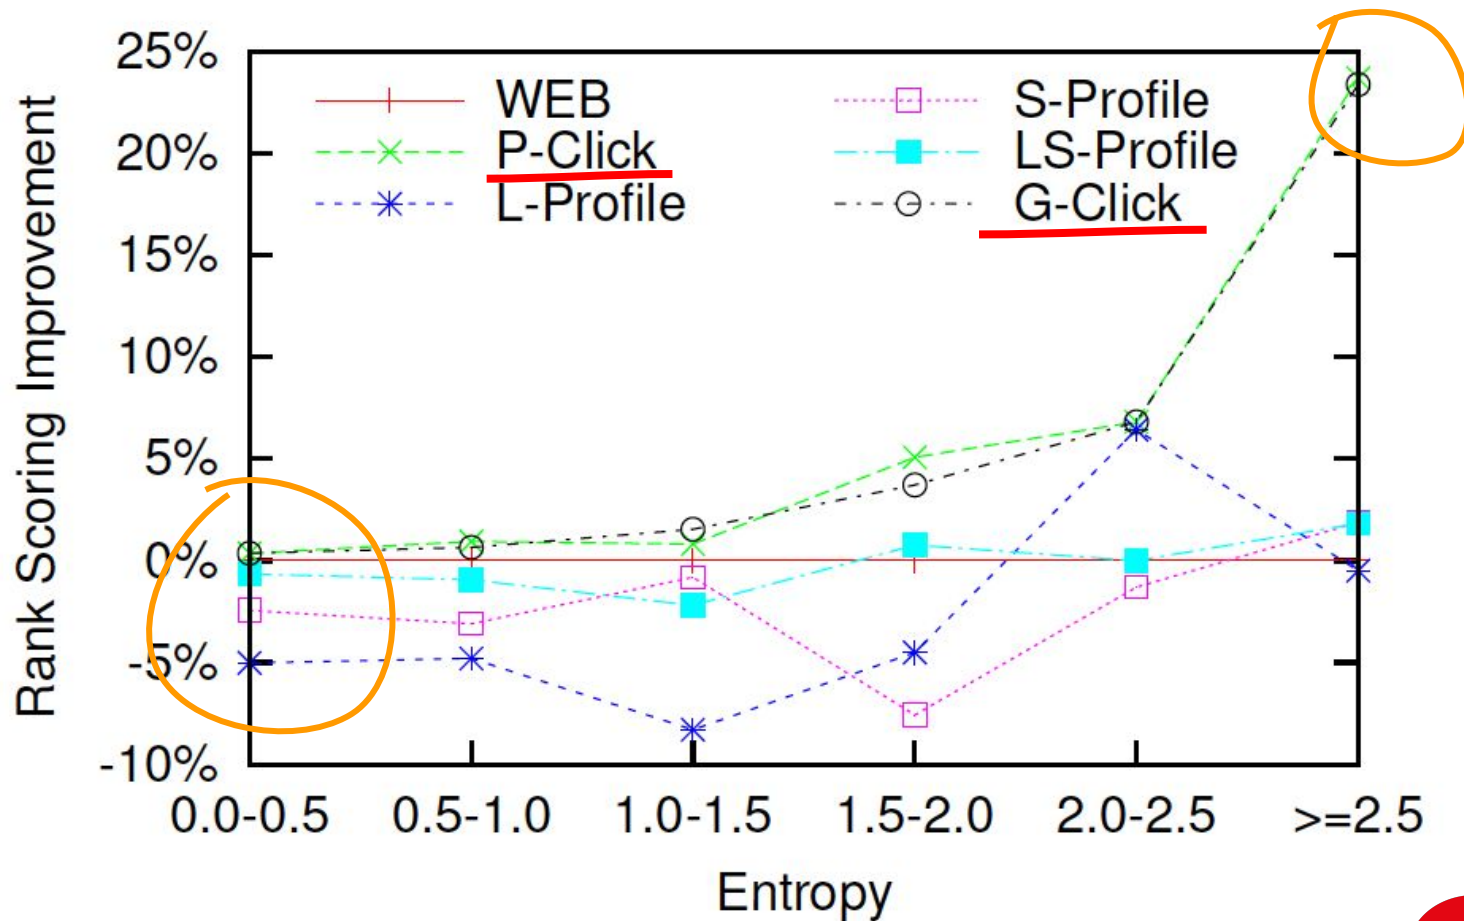 25%
20%
15%
10%
5%
0%
-5%
-10%
Rank Scoring Improvement
WEB
P-Click
L-Profile
S-Profile
LS-Profile
G-Click
0.0-0.5 0.5-1.0 1.0-1.5 1.5-2.0 2.0-2.5 >=2.5
Entropy